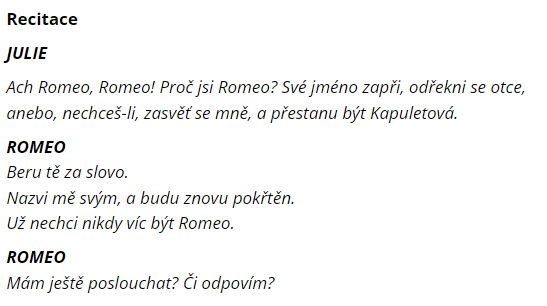 Recitace
JULIE
Ach Romeo, Romeo! Proč jsi Romeo? Své jméno zapři, odřekni se otce,
anebo, nechceš-li, zasvěť se mně, a přestanu být Kapuletová.
ROMEO
Beru tě za slovo.
Nazvi mě svým, a budu znovu pokřtěn.
Už nechci nikdy víc být Romeo.
ROMEO
Mám ještě poslouchat? Či odpovím?